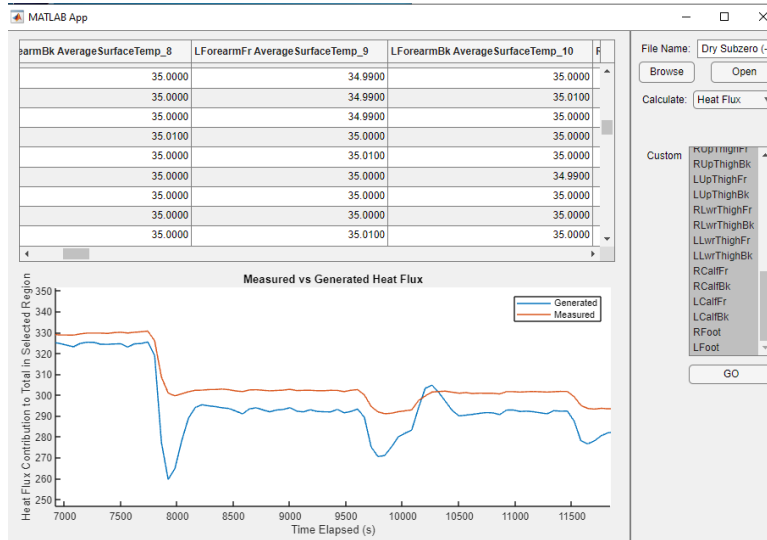 MATLAB App
earmBk AverageSurfaceTemp_8 LForearmFr AverageSurfaceTemp_9 LForearmBk AverageSurfaceTemp_10 R
35.0000 34.9900 35.0000
35.0000 34.9900 35.0100
35.0000 34.9900 35.0000
35.0100 35.0000 35.0000
35.0000 35.0100 35.0000
35.0000 35.0000 34.9900
35.0000 35.0000 35.0000
35.0000 35.0000 35.0000
35.0000 35.0100 35.0000
File Name: Dry Subzero (-
Browse Open
Calculate: Heat Flux
Custom
RUpThighFr
RUpThighBk
LUpThighFr
LUpThighBk
RLwrThighFr
RLwrThighBk
LLwrThighFr
LLwrThighBk
RCalfFr
RCalfBk
LCalfFr
LCalfBk
RFoot
LFoot
GO
Measured vs Generated Heat Flux
Generated
Measured
Heat Flux Contribution to Total in Selected Region
350
340
330
320
310
300
290
280
270
260
250
7000 7500 8000 8500 9000 9500 10000 10500 11000 11500
Time Elapsed (s)